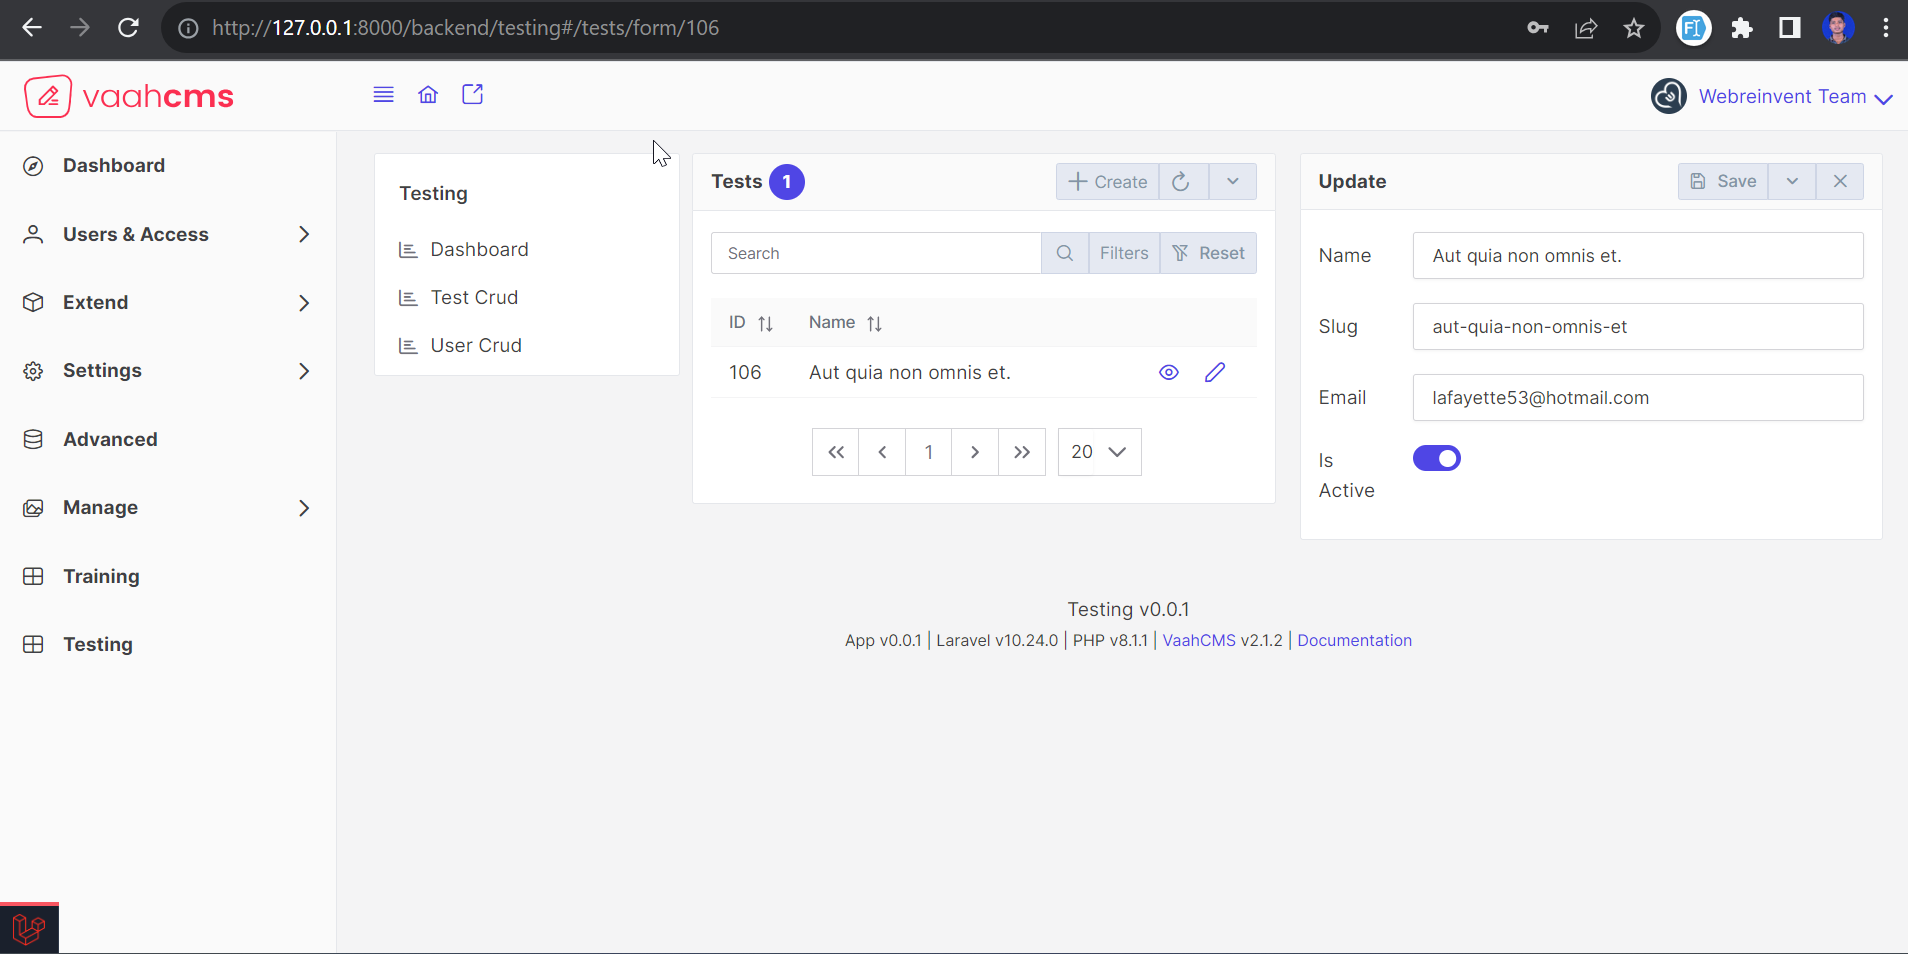 http://127.0.0.1:8000/backend/testing#/tests/form/106
vaahcms
Webreinvent Team
Dashboard
Users & Access
Extend
Settings
Advanced
Manage
Training
Testing
Testing
Dashboard
Test Crud
User Crud
Tests 1
Create
Search
Filters
Reset
ID Name
106 Aut quia non omnis et.
1
20
Update
Save
Name Aut quia non omnis et.
Slug aut-quia-non-omnis-et
Email lafayette53@hotmail.com
Is
Active
Testing v0.0.1
App v0.0.1 | Laravel v10.24.0 | PHP v8.1.1 | VaahCMS v2.1.2 | Documentation